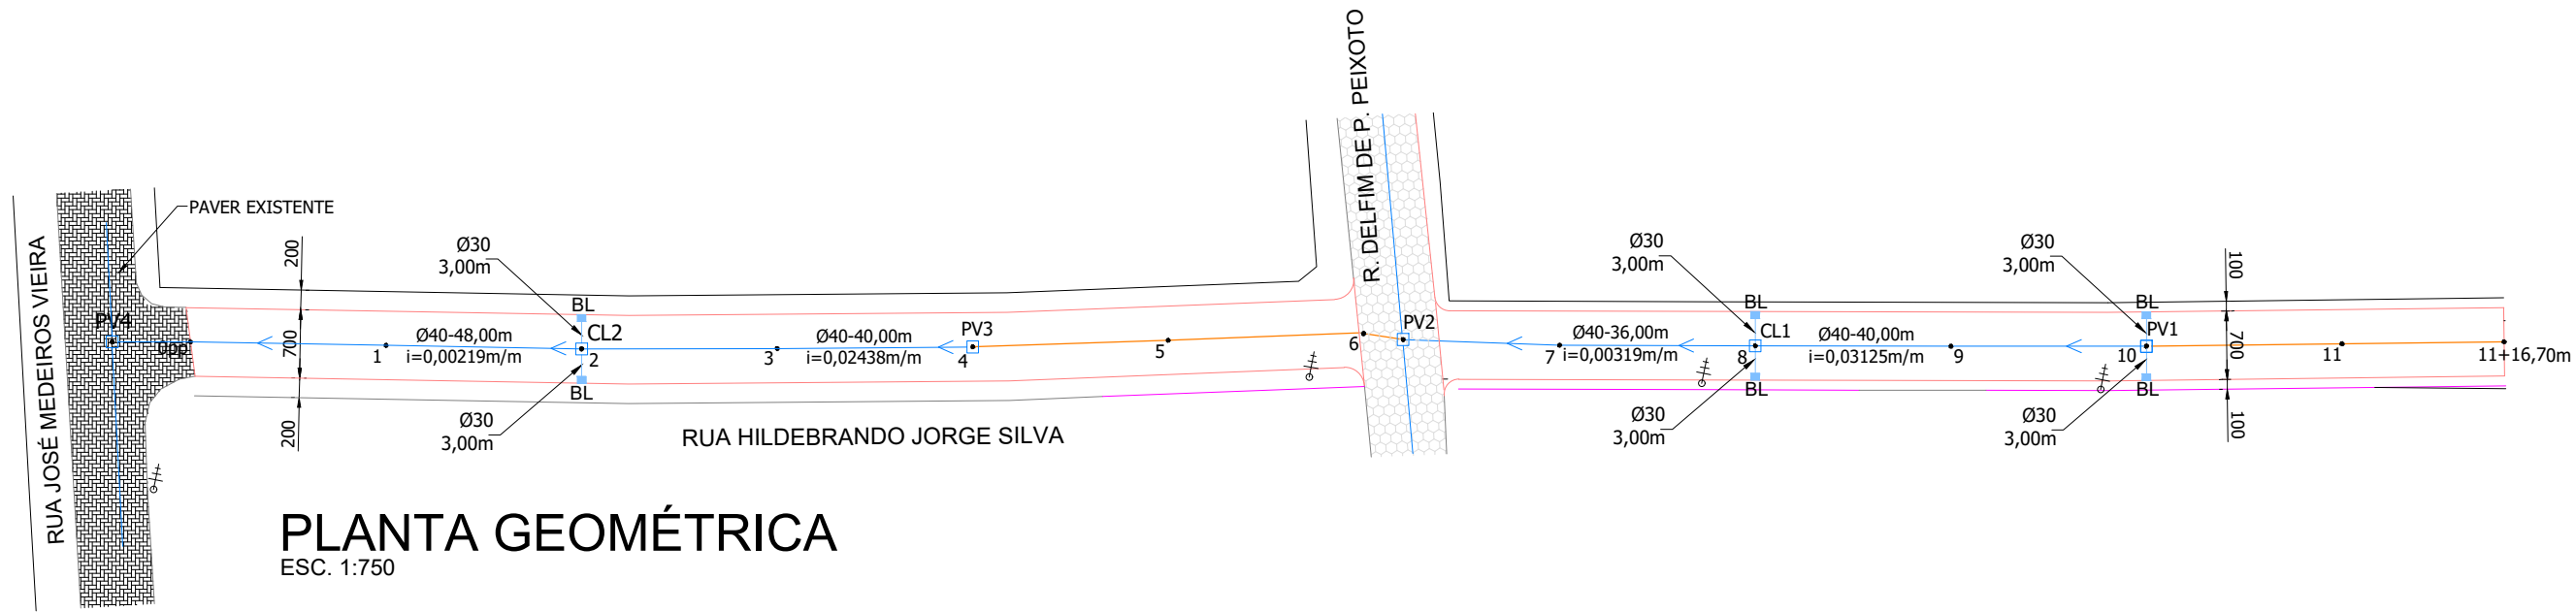 R. DELFIM DE P. PEIXOTO
RUA JOSÉ MEDEIROS VIEIRA
PAVER EXISTENTE
200
700
200
Ø30
3,00m
Ø30
3,00m
Ø30
3,00m
100
700
100
BL
BL
BL
PV4
0pp
1
Ø40-48,00m
i=0,00219m/m
CL2
2
3
Ø40-40,00m
i=0,02438m/m
PV3
4
5
6
PV2
7
Ø40-36,00m
i=0,00319m/m
CL1
8
Ø40-40,00m
i=0,03125m/m
9
PV1
10
11
11+16,70m
BL
BL
BL
Ø30
3,00m
Ø30
3,00m
Ø30
3,00m
RUA HILDEBRANDO JORGE SILVA
PLANTA GEOMÉTRICA
ESC. 1:750